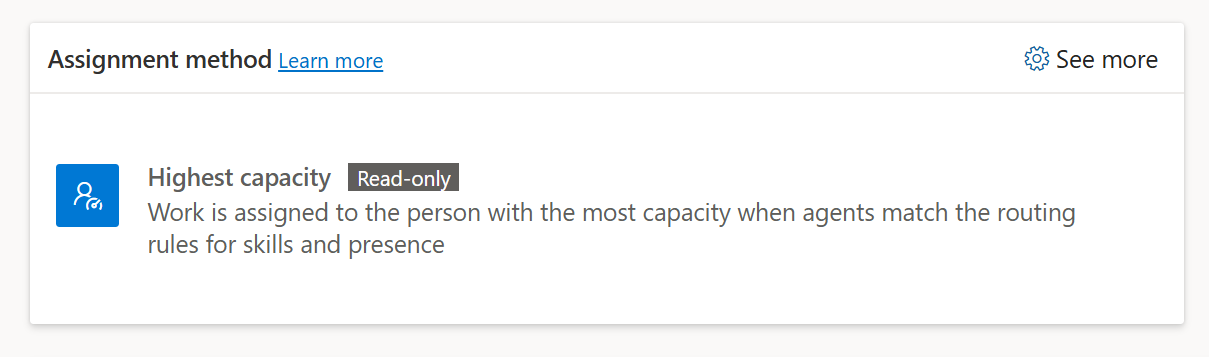 Assignment method Learn more See more
Highest capacity Read-only
Work is assigned to the person with the most capacity when agents match the routing
rules for skills and presence